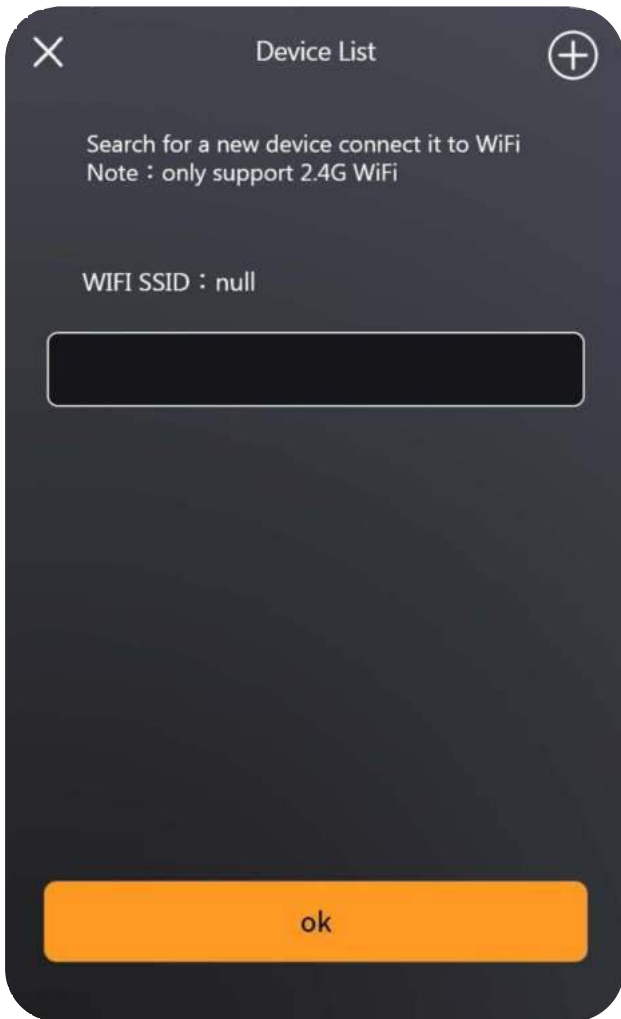 Device List
Search for a new device connect it to WiFi
Note：only support 2.4G WiFi
WIFI SSID：null
ok